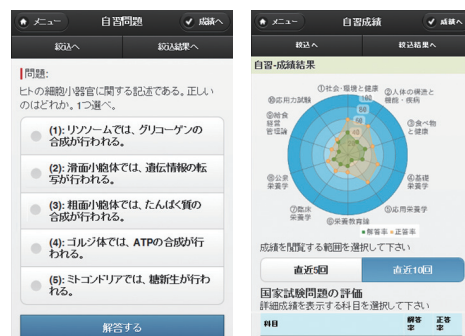 メニュー
自習問題
成績へ
絞込へ
絞込結果へ
問題:
ヒトの細胞小器官に関する記述である。正しい
のはどれか。1つ選べ。
(1): リソソームでは、グリコーゲンの
合成が行われる。
(2): 滑面小胞体では、遺伝情報の転
写が行われる。
(3): 粗面小胞体では、たんぱく質の
合成が行われる。
(4): ゴルジ体では、ATPの合成が行
われる。
(5): ミトコンドリアでは、糖新生が行わ
れる。
解答する
メニュー
自習成績
成績へ
絞込へ
絞込結果へ
自習-成績結果
①社会・環境と健康
②人体の構造と
機能・疾病
③食べ物
と健康
④基礎
栄養学
⑤応用栄養学
⑥栄養教育論
⑦臨床
栄養学
⑧公衆
栄養学
⑨給食
経営
管理論
⑩応用力試験
100
80
60
40
解答率 正答率
成績を閲覧する範囲を選択して下さい
直近5回
直近10回
国家試験問題の評価
詳細成績を表示する科目を選択して下さい
科目
解答
率
正答
率